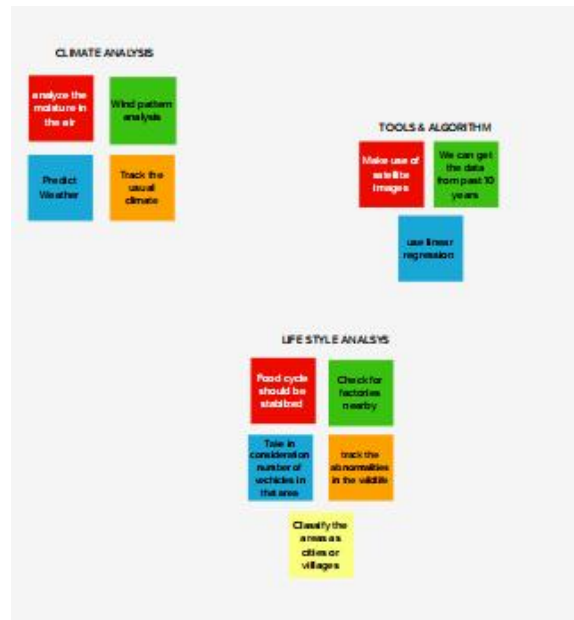 CLIMATE ANALYSIS
analyze the
moisture in
the air
Wind pattern
analysis
Predict
Weather
Track the
usual
climate
TOOLS & ALGORITHM
Make use of
satellite
images
We can get
the data
from past 10
years
use linear
regression
LIFE STYLE ANALSYS
Food cycle
should be
stabilized
Check for
factories
nearby
Take in
consideration
number of
vechicles in
that area
track the
abnormalities
in the wildlife
Classify the
areas as
cities or
villages